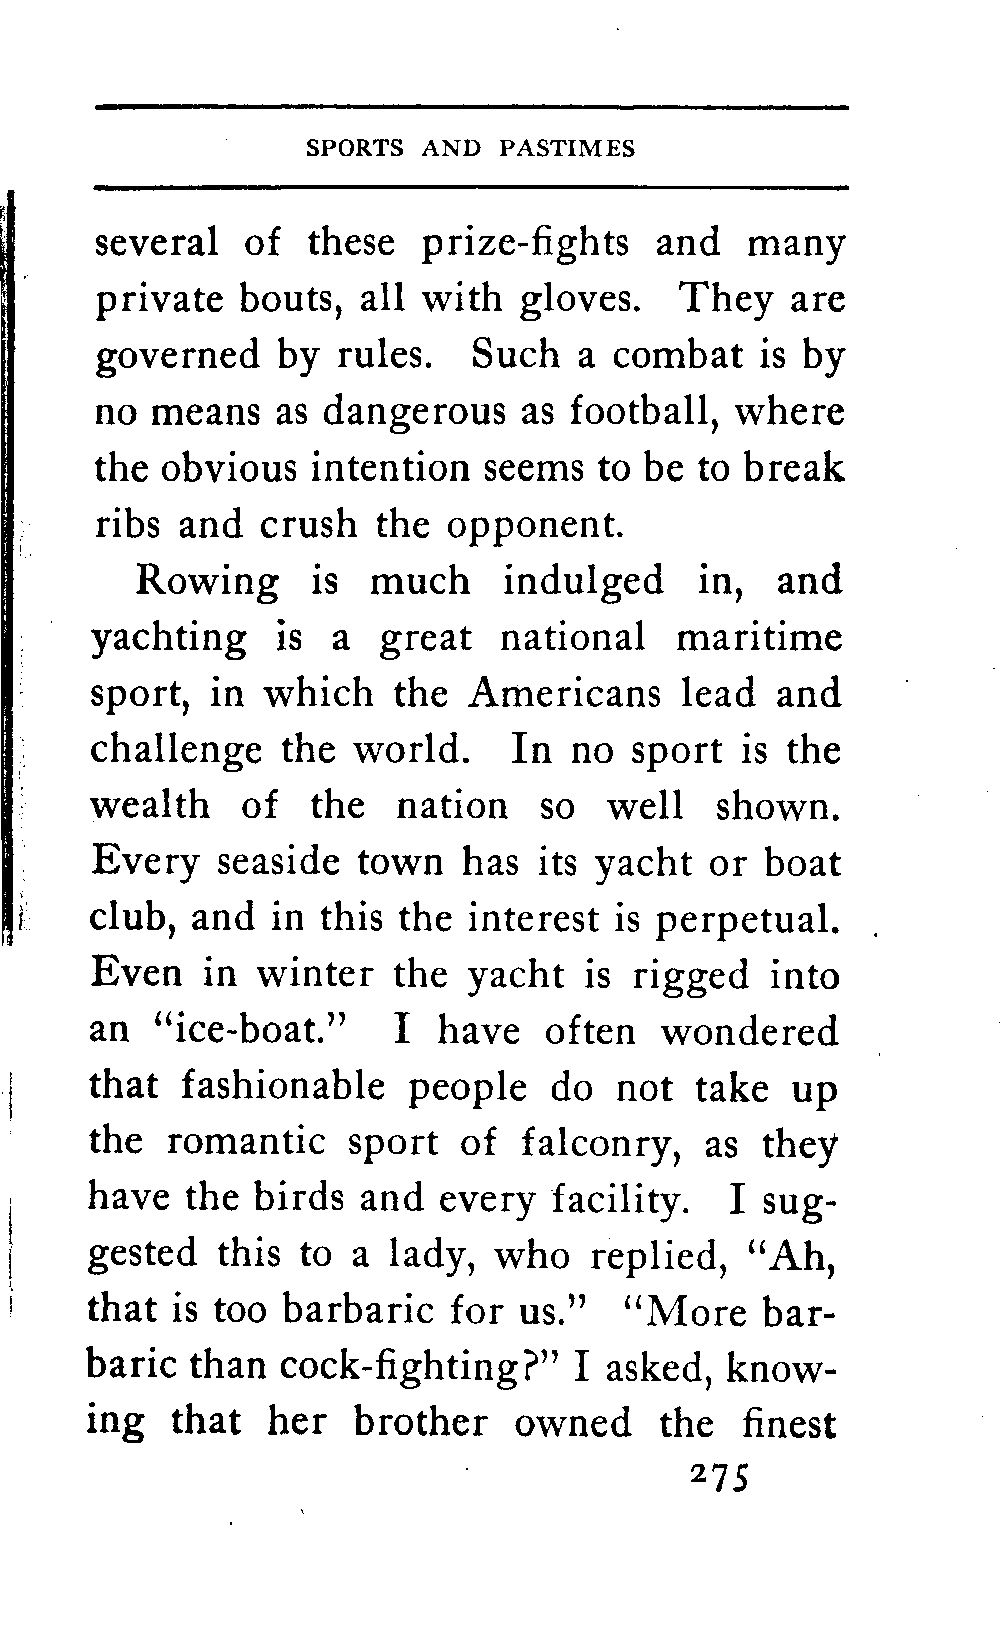 SPORTS AND PASTIMES
several of these prize-fights and many
private bouts, all with gloves. They are
governed by rules. Such a combat is by
no means as dangerous as football, where
the obvious intention seems to be to break
ribs and crush the opponent.
Rowing is much indulged in, and
yachting is a great national maritime
sport, in which the Americans lead and
challenge the world. In no sport is the
wealth of the nation so well shown.
Every seaside town has its yacht or boat
club, and in this the interest is perpetual.
Even in winter the yacht is rigged into
an “ice-boat.” I have often wondered
that fashionable people do not take up
the romantic sport of falconry, as they
have the birds and every facility. I sug-
gested this to a lady, who replied, “Ah,
that is too barbaric for us.” “More bar-
baric than cock-fighting?” I asked, know-
ing that her brother owned the finest
275